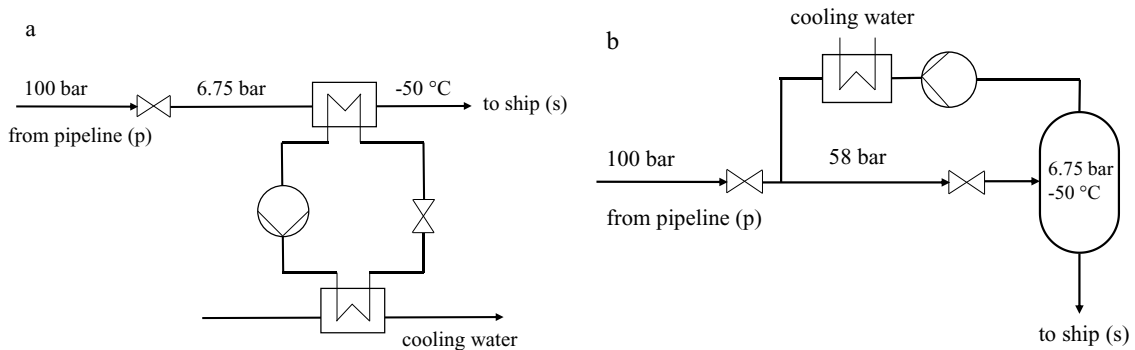 a
100 bar
6.75 bar
-50 °C
to ship (s)
from pipeline (p)
cooling water
b
cooling water
100 bar
58 bar
6.75 bar
-50 °C
from pipeline (p)
to ship (s)